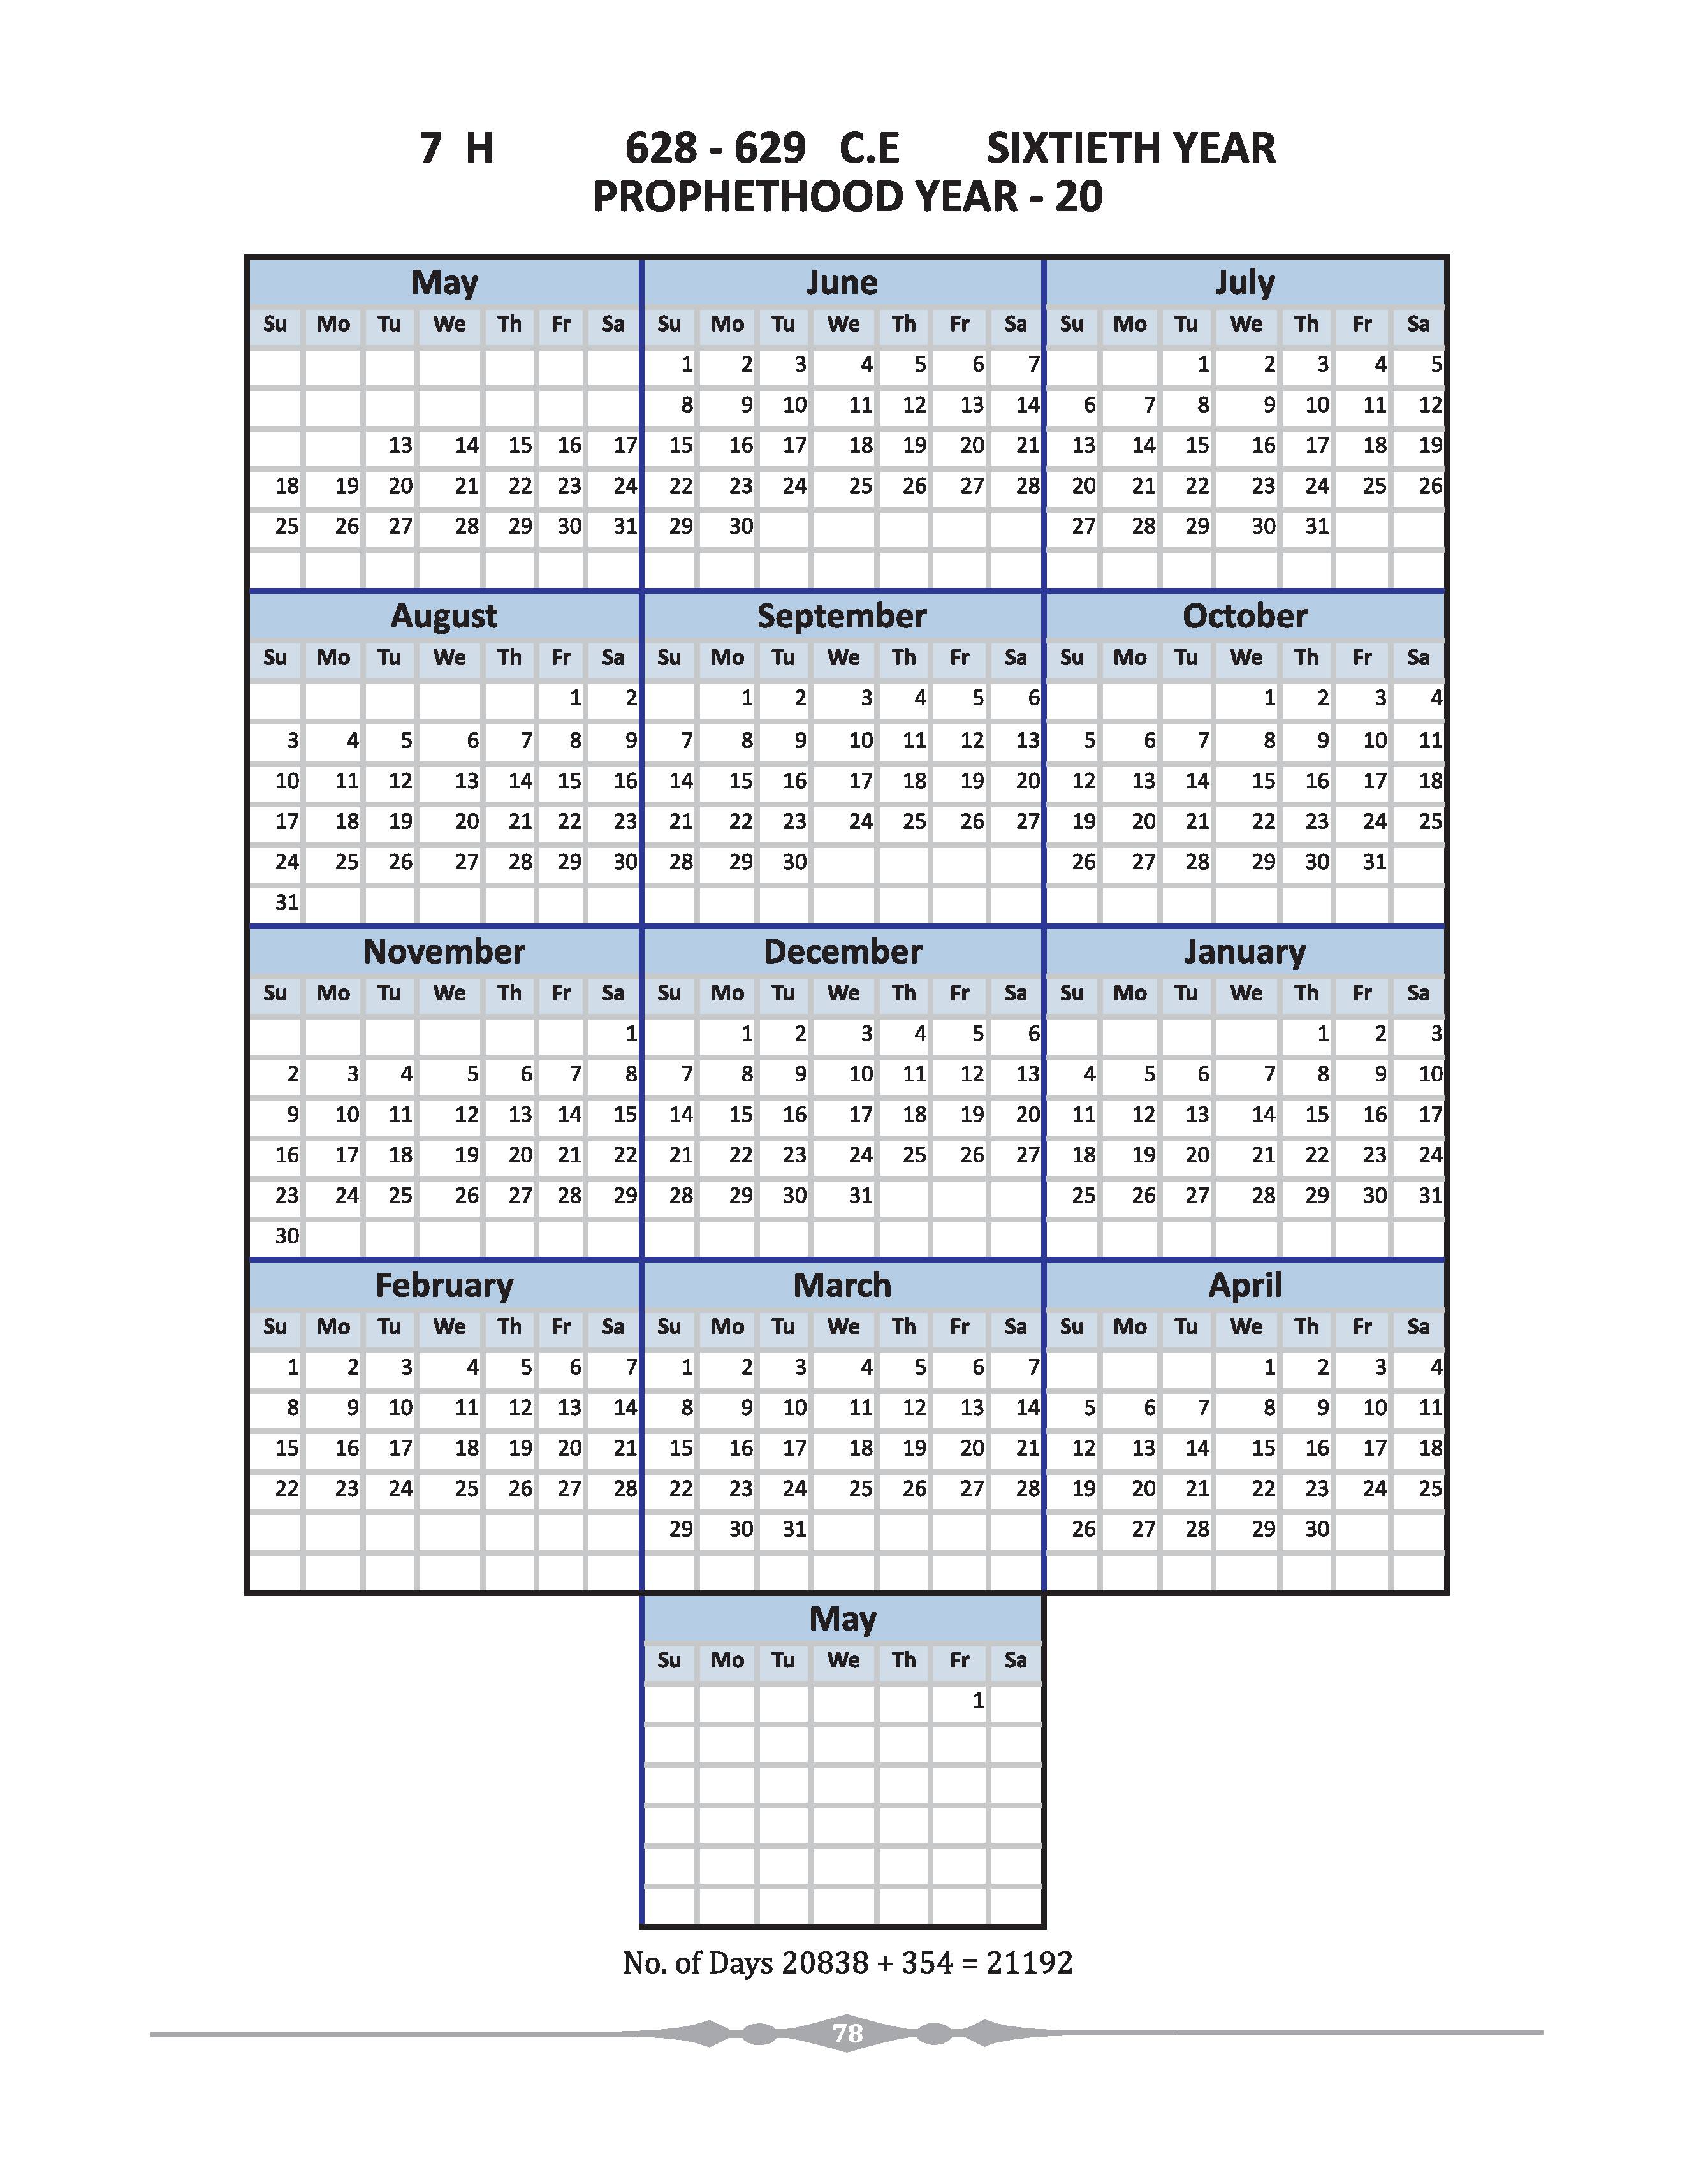 7 H 628 - 629 C.E SIXTIETH YEAR
PROPHETHOOD YEAR - 20
May June July
Su Mo Tu We Th Fr Sa Su Mo Tu We Th Fr Sa Su Mo Tu We Th Fr Sa
1 2 3 4 5 6 7 1 2 3 4 5
8 9 10 11 12 13 14 6 7 8 9 10 11 12
13 14 15 16 17 15 16 17 18 19 20 21 13 14 15 16 17 18 19
18 19 20 21 22 23 24 22 23 24 25 26 27 28 20 21 22 23 24 25 26
25 26 27 28 29 30 31 29 30 27 28 29 30 31
August September October
Su Mo Tu We Th Fr Sa Su Mo Tu We Th Fr Sa Su Mo Tu We Th Fr Sa
1 2 1 2 3 4 5 6 1 2 3 4
3 4 5 6 7 8 9 7 8 9 10 11 12 13 5 6 7 8 9 10 11
10 11 12 13 14 15 16 14 15 16 17 18 19 20 12 13 14 15 16 17 18
17 18 19 20 21 22 23 21 22 23 24 25 26 27 19 20 21 22 23 24 25
24 25 26 27 28 29 30 28 29 30 26 27 28 29 30 31
31
November December January
Su Mo Tu We Th Fr Sa Su Mo Tu We Th Fr Sa Su Mo Tu We Th Fr Sa
1 1 2 3 4 5 6 1 2 3
2 3 4 5 6 7 8 7 8 9 10 11 12 13 4 5 6 7 8 9 10
9 10 11 12 13 14 15 14 15 16 17 18 19 20 11 12 13 14 15 16 17
16 17 18 19 20 21 22 21 22 23 24 25 26 27 18 19 20 21 22 23 24
23 24 25 26 27 28 29 28 29 30 31 25 26 27 28 29 30 31
30
February March April
Su Mo Tu We Th Fr Sa Su Mo Tu We Th Fr Sa Su Mo Tu We Th Fr Sa
1 2 3 4 5 6 7 1 2 3 4 5 6 7 1 2 3 4
8 9 10 11 12 13 14 8 9 10 11 12 13 14 5 6 7 8 9 10 11
15 16 17 18 19 20 21 15 16 17 18 19 20 21 12 13 14 15 16 17 18
22 23 24 25 26 27 28 22 23 24 25 26 27 28 19 20 21 22 23 24 25
29 30 31 26 27 28 29 30
May
Su Mo Tu We Th Fr Sa
1
No. of Days 20838 + 354 = 21192
78